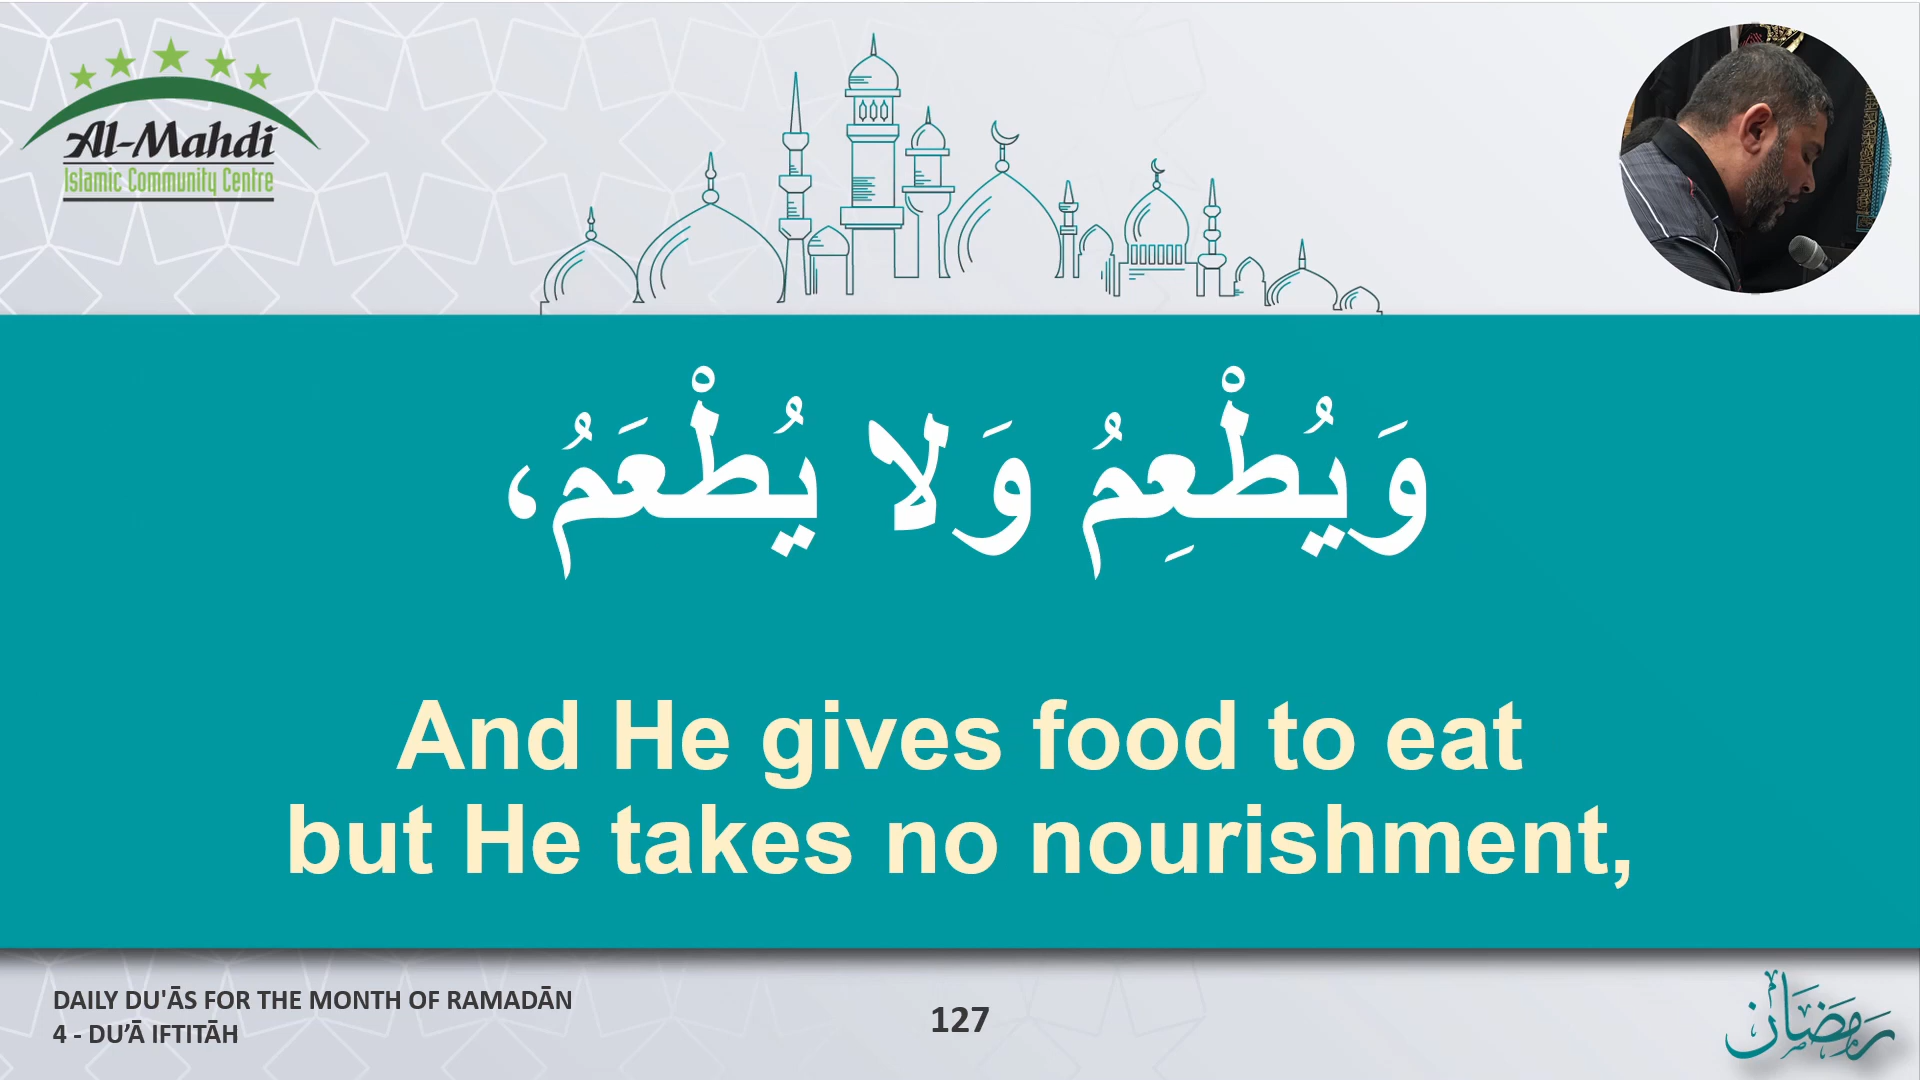 Al-Mahdi
Islamic Community Centre
وَيُطْعِمُ وَلا يُطْعَمُ،
And He gives food to eat
but He takes no nourishment,
DAILY DU'ĀS FOR THE MONTH OF RAMADĀN
4 - DU’Ā IFTITĀH
127
رَمَضَان